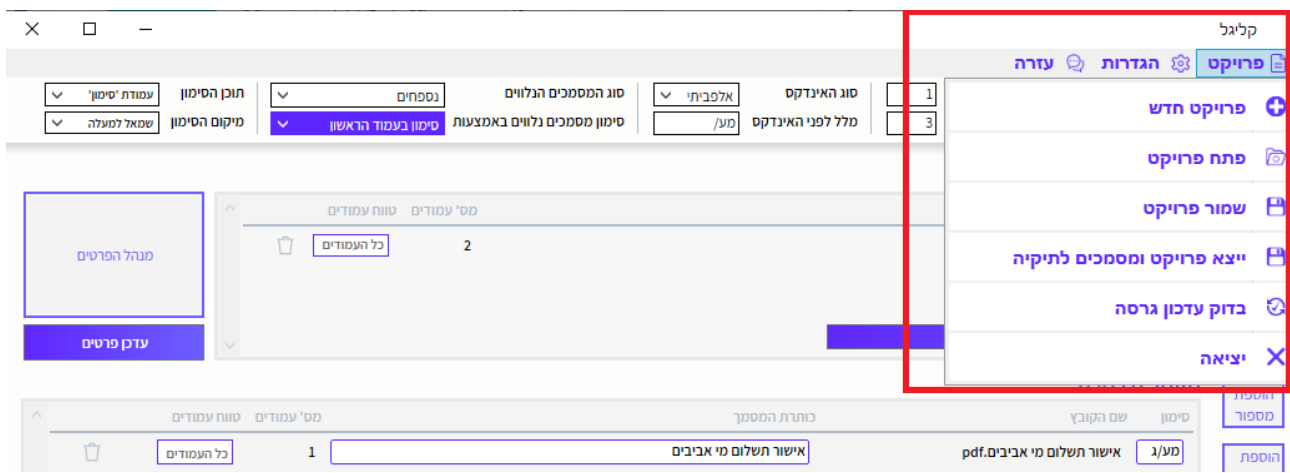 קליגל
פרויקט הגדרות עזרה
פרויקט חדש
פתח פרויקט
שמור פרויקט
ייצא פרויקט ומסמכים לתיקיה
בדוק עדכון גרסה
יציאה
1 סוג האינדקס אלפביתי סוג המסמכים הנלווים נספחים תוכן הסימון עמודת 'סימון'
3 מלל לפני האינדקס מע/ סימון מסמכים נלווים באמצעות סימון בעמוד הראשון מיקום הסימון שמאל למעלה
מס' עמודים טווח עמודים
2 כל העמודים
מנהל הפרטים
עדכן פרטים
הוספת
מספור
סימון שם הקובץ כותרת המסמך מס' עמודים טווח עמודים
הוספת
מע/ג אישור תשלום מי אביבים.pdf אישור תשלום מי אביבים 1 כל העמודים